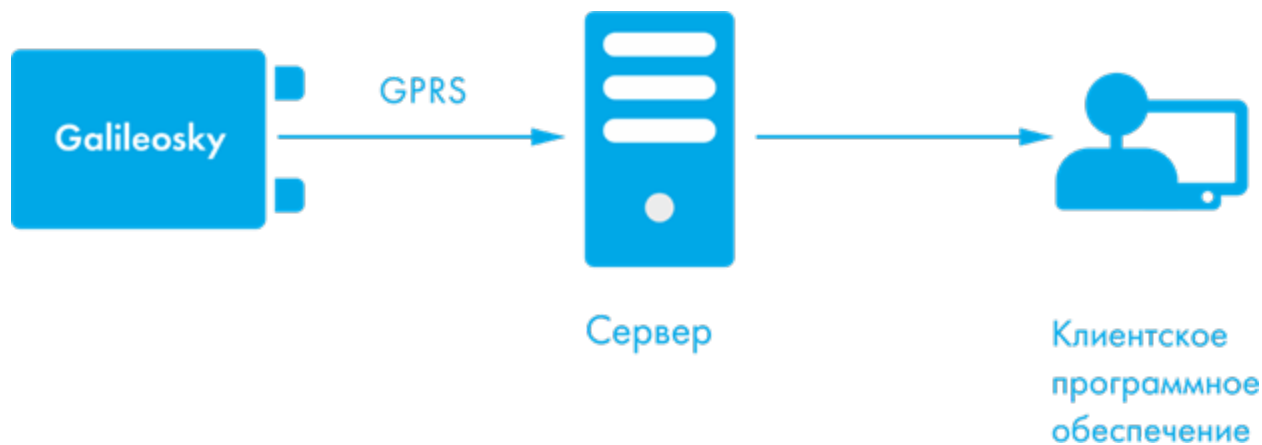 Galileosky
GPRS
Сервер
Клиентское
программное
обеспечение